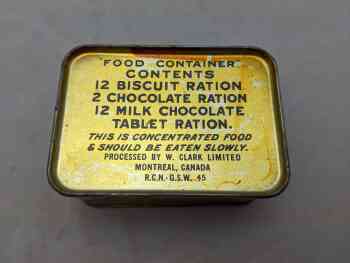 "FOOD CONTAINER"
CONTENTS
12 BISCUIT RATION
2 CHOCOLATE RATION
12 MILK CHOCOLATE
TABLET RATION.
THIS IS CONCENTRATED FOOD
& SHOULD BE EATEN SLOWLY.
PROCESSED BY W. CLARK LIMITED
MONTREAL, CANADA
R.C.N.-G.S.W. 45